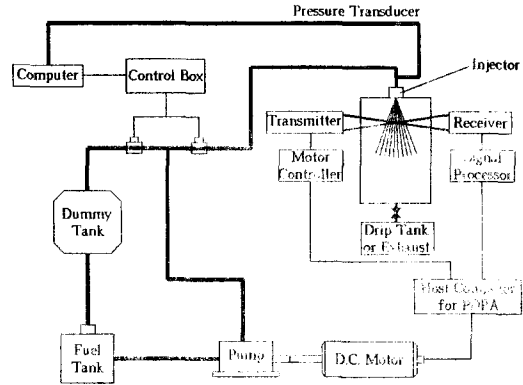 Pressure Transducer
Computer
Control Box
Injector
Transmitter
Receiver
Motor
Controller
Signal
Processor
Dummy
Tank
Drip Tank
or Exhaust
Host Computer
for PDPA
Fuel
Tank
Pump
D.C. Motor